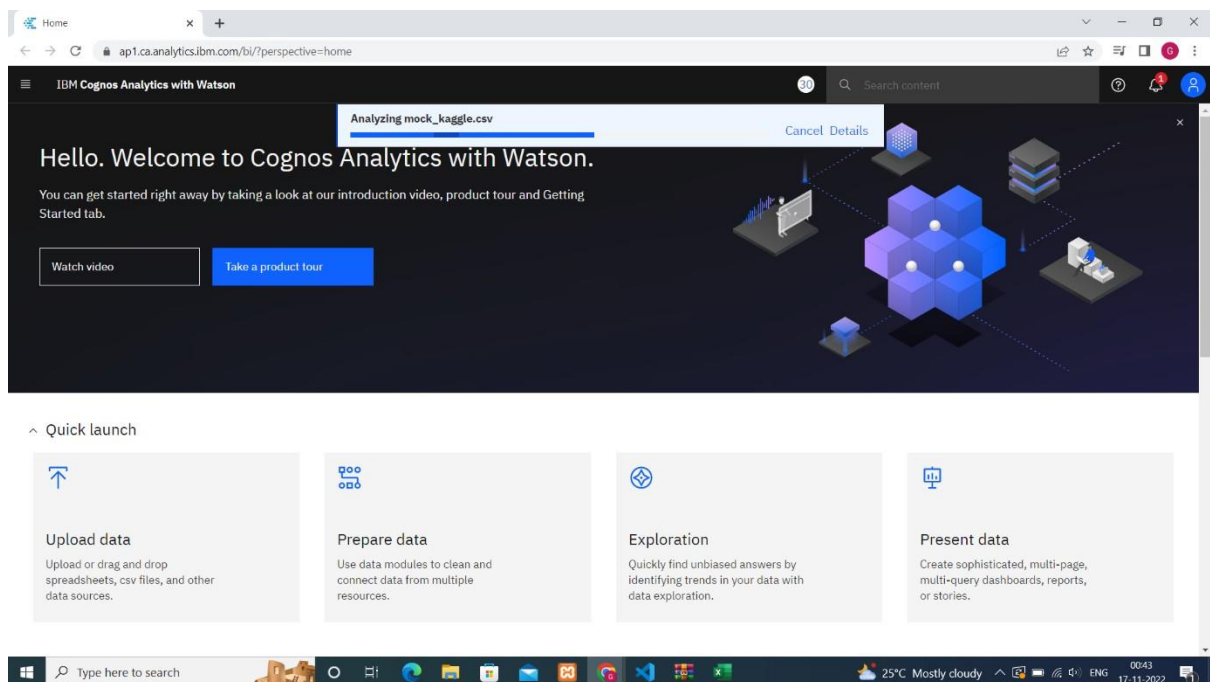 Home
ap1.ca.analytics.ibm.com/bi/?perspective=home
G
IBM Cognos Analytics with Watson
30
Search content
1
Analyzing mock_kaggle.csv
Cancel Details
Hello. Welcome to Cognos Analytics with Watson.
You can get started right away by taking a look at our introduction video, product tour and Getting
Started tab.
Watch video
Take a product tour
Quick launch
Upload data
Upload or drag and drop
spreadsheets, csv files, and other
data sources.
Prepare data
Use data modules to clean and
connect data from multiple
resources.
Exploration
Quickly find unbiased answers by
identifying trends in your data with
data exploration.
Present data
Create sophisticated, multi-page,
multi-query dashboards, reports,
or stories.
Type here to search
25°C Mostly cloudy
ENG
00:43
17-11-2022
1